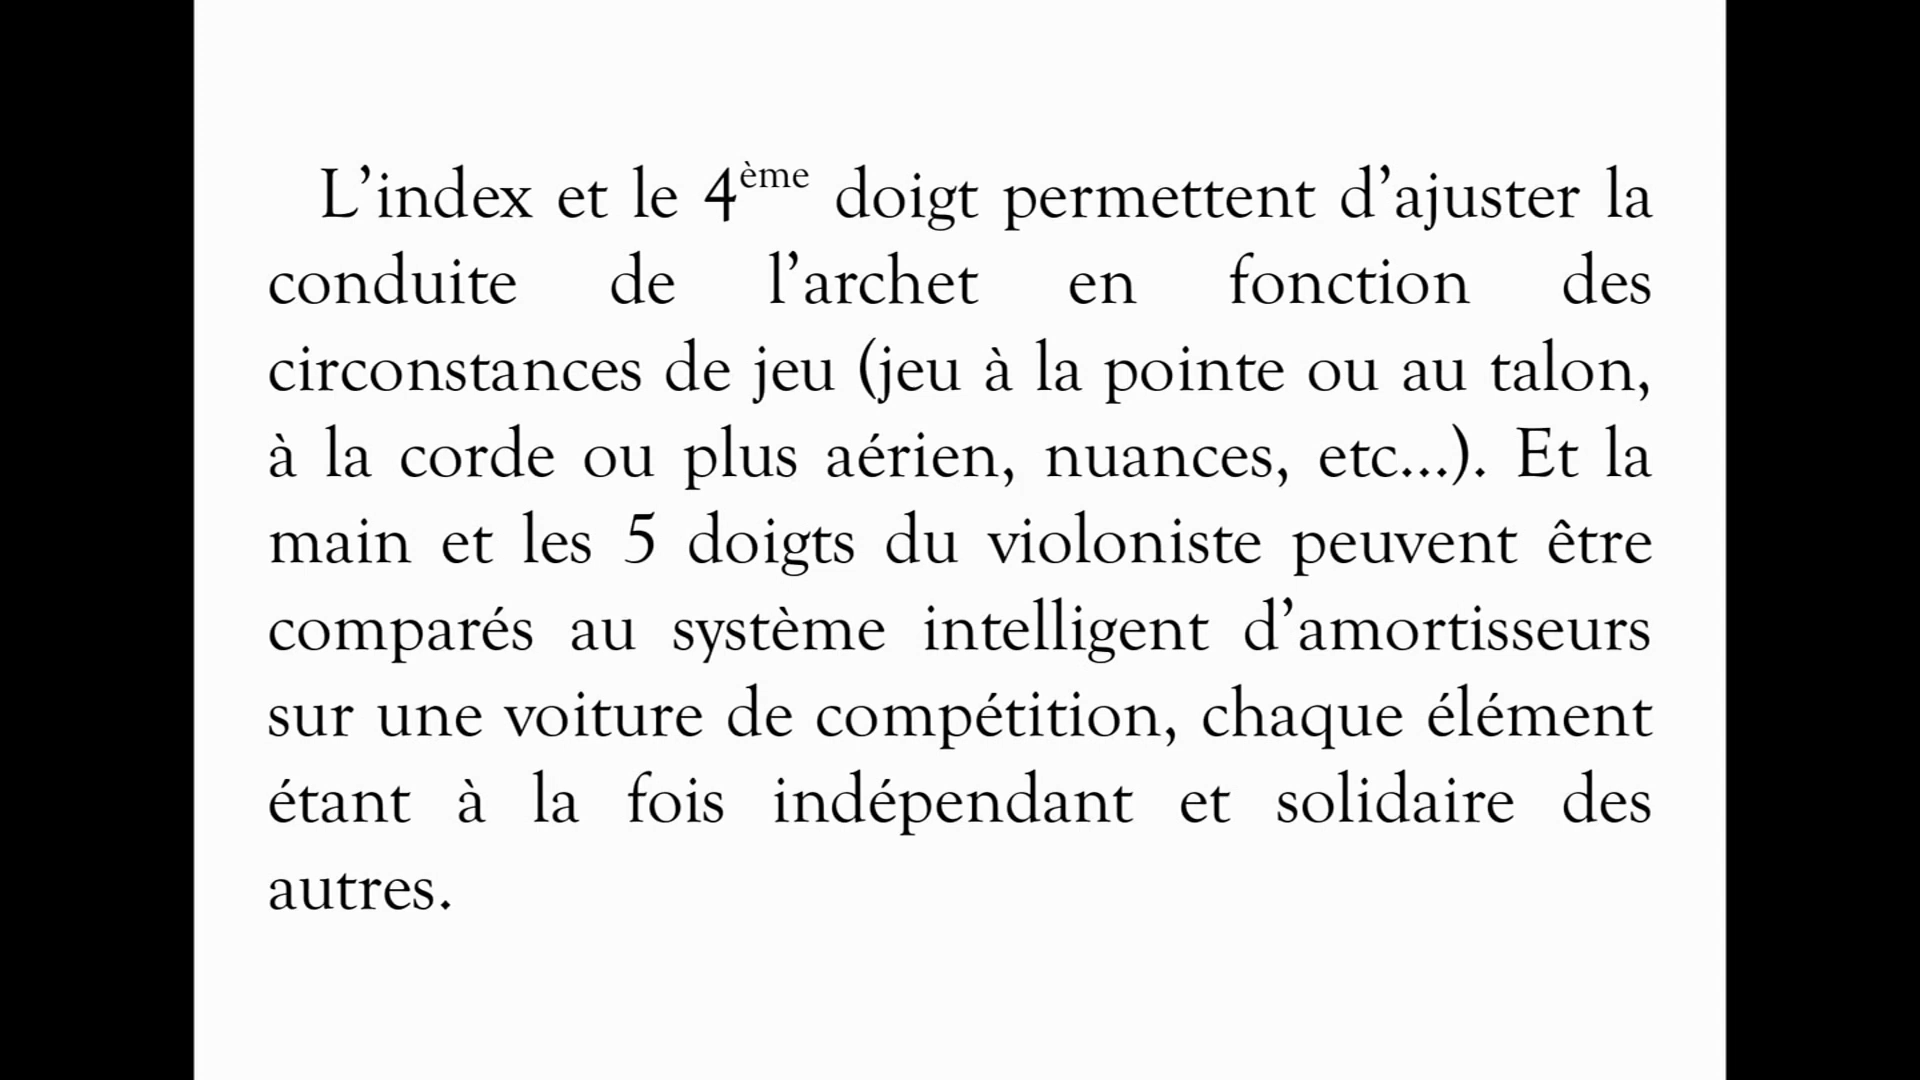 L’index et le 4ème doigt permettent d’ajuster la
conduite de l’archet en fonction des
circonstances de jeu (jeu à la pointe ou au talon,
à la corde ou plus aérien, nuances, etc...). Et la
main et les 5 doigts du violoniste peuvent être
comparés au système intelligent d’amortisseurs
sur une voiture de compétition, chaque élément
étant à la fois indépendant et solidaire des
autres.